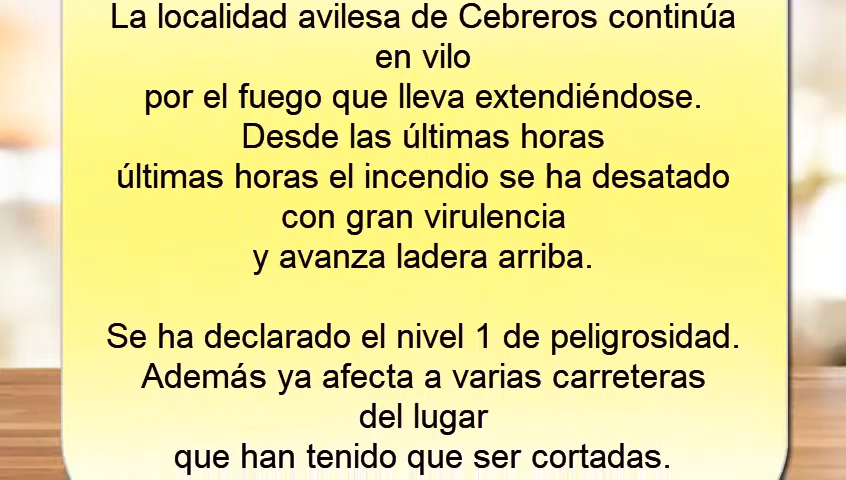 La localidad avilesa de Cebreros continúa
en vilo
por el fuego que lleva extendiéndose.
Desde las últimas horas
últimas horas el incendio se ha desatado
con gran virulencia
y avanza ladera arriba.
Se ha declarado el nivel 1 de peligrosidad.
Además ya afecta a varias carreteras
del lugar
que han tenido que ser cortadas.